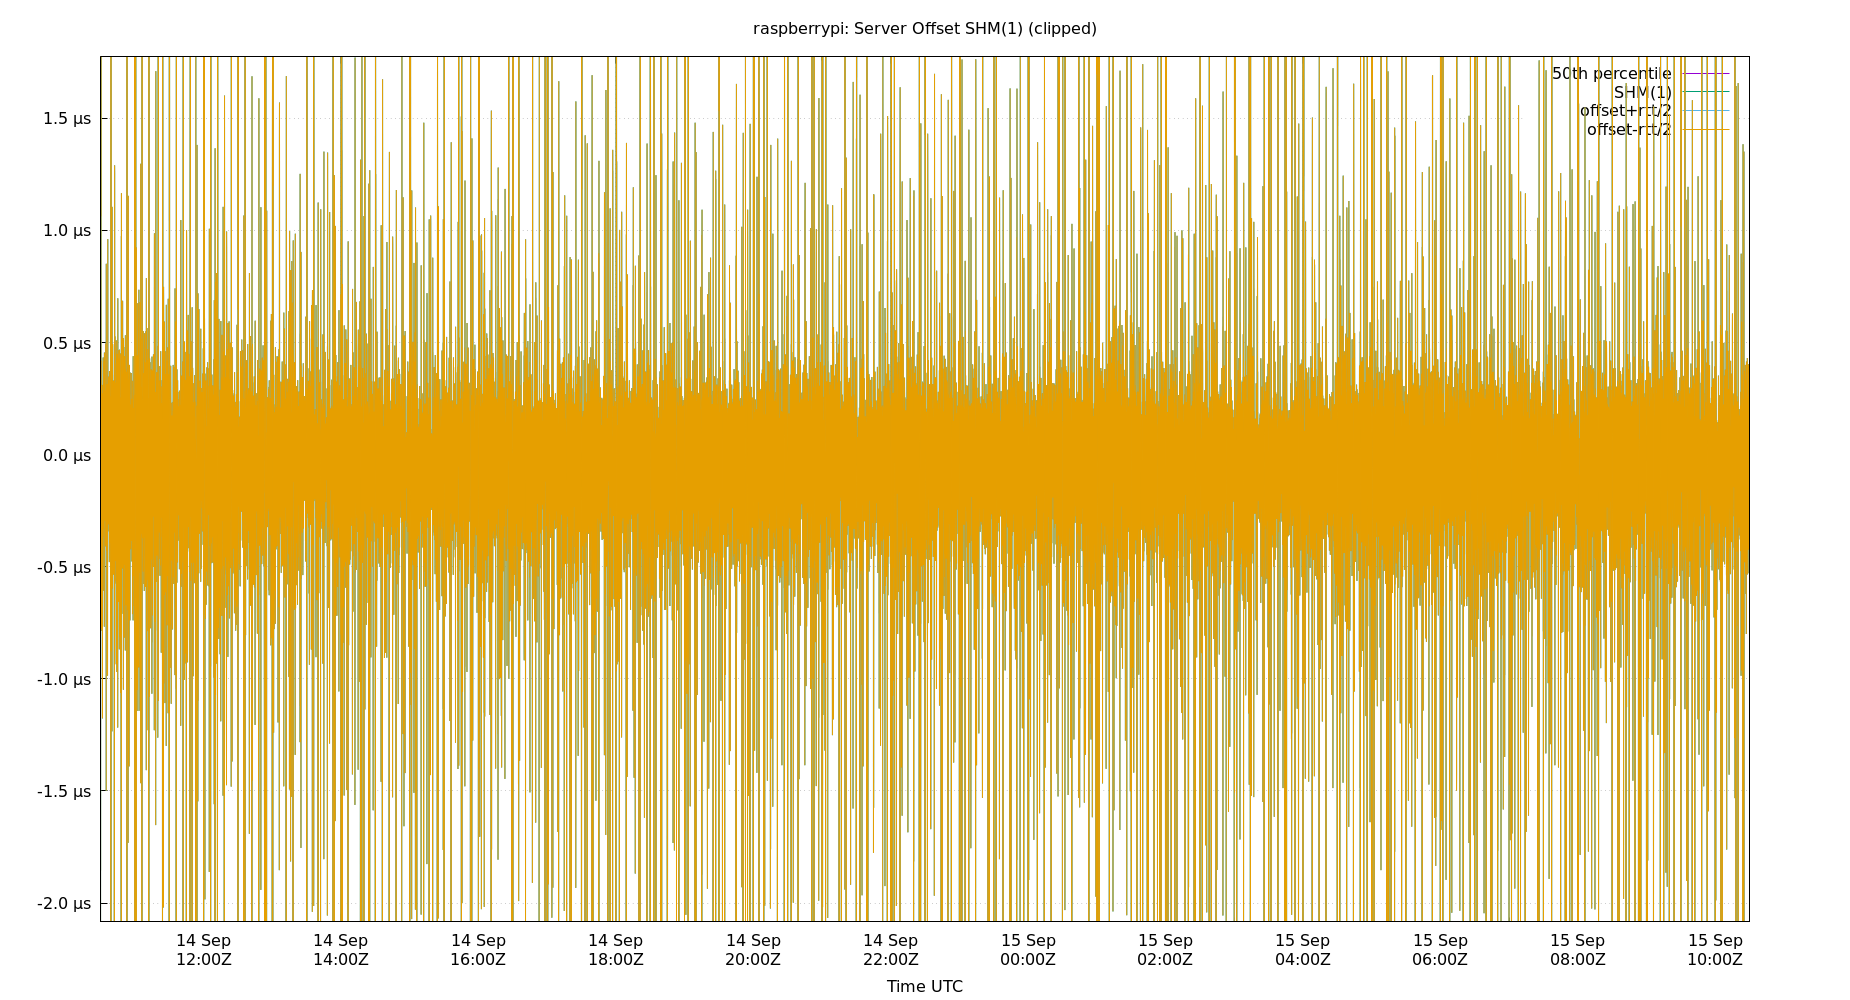 raspberrypi: Server Offset SHM(1) (clipped)
50th percentile
SHM(1)
offset+rtt/2
offset-rtt/2
1.5 µs
1.0 µs
0.5 µs
0.0 µs
-0.5 µs
-1.0 µs
-1.5 µs
-2.0 µs
14 Sep 14 Sep 14 Sep 14 Sep 14 Sep 14 Sep 15 Sep 15 Sep 15 Sep 15 Sep 15 Sep 15 Sep
12:00Z 14:00Z 16:00Z 18:00Z 20:00Z 22:00Z 00:00Z 02:00Z 04:00Z 06:00Z 08:00Z 10:00Z
Time UTC